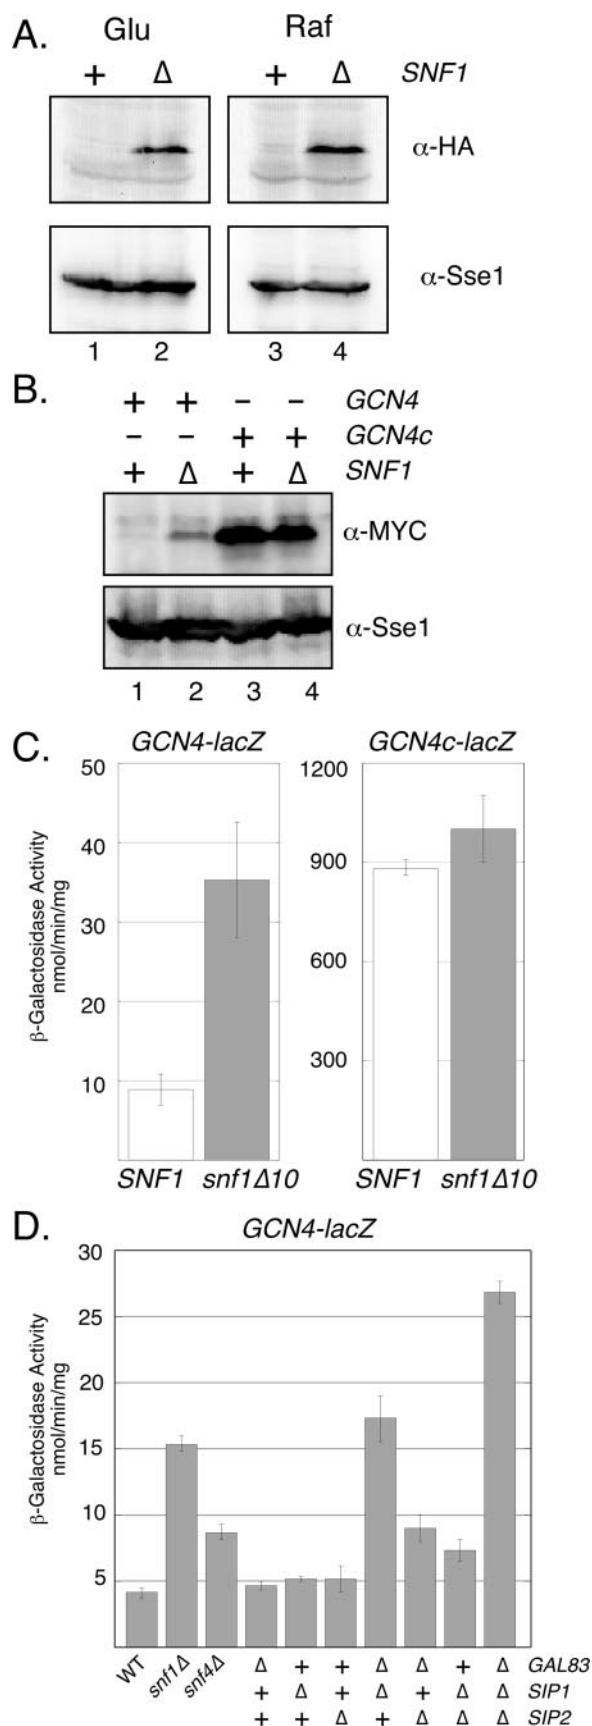 A.
Glu Raf
+ Δ + Δ SNF1
α-HA
α-Sse1
1 2 3 4
B.
+ + – – GCN4
– – + + GCN4c
+ Δ + Δ SNF1
α-MYC
α-Sse1
1 2 3 4
C.
GCN4-lacZ GCN4c-lacZ
β-Galactosidase Activity
nmol/min/mg
50
40
30
20
10
1200
900
600
300
SNF1 snf1Δ10 SNF1 snf1Δ10
D.
GCN4-lacZ
β-Galactosidase Activity
nmol/min/mg
30
25
20
15
10
5
WT snf1Δ snf4Δ
Δ + + Δ Δ + Δ GAL83
+ Δ + Δ + Δ Δ SIP1
+ + Δ + Δ Δ Δ SIP2